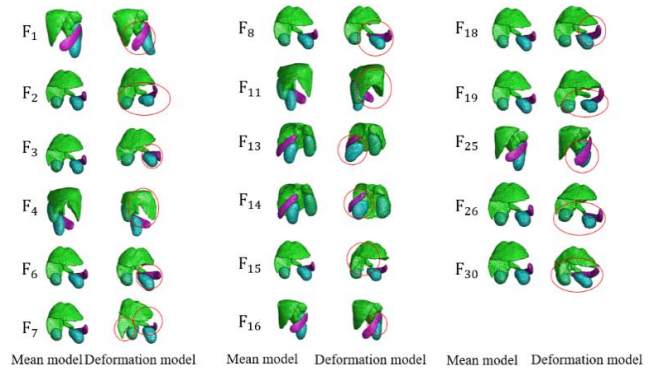 F1
F2
F3
F4
F6
F7
Mean model Deformation model
F8
F11
F13
F14
F15
F16
Mean model Deformation model
F18
F19
F25
F26
F30
Mean model Deformation model